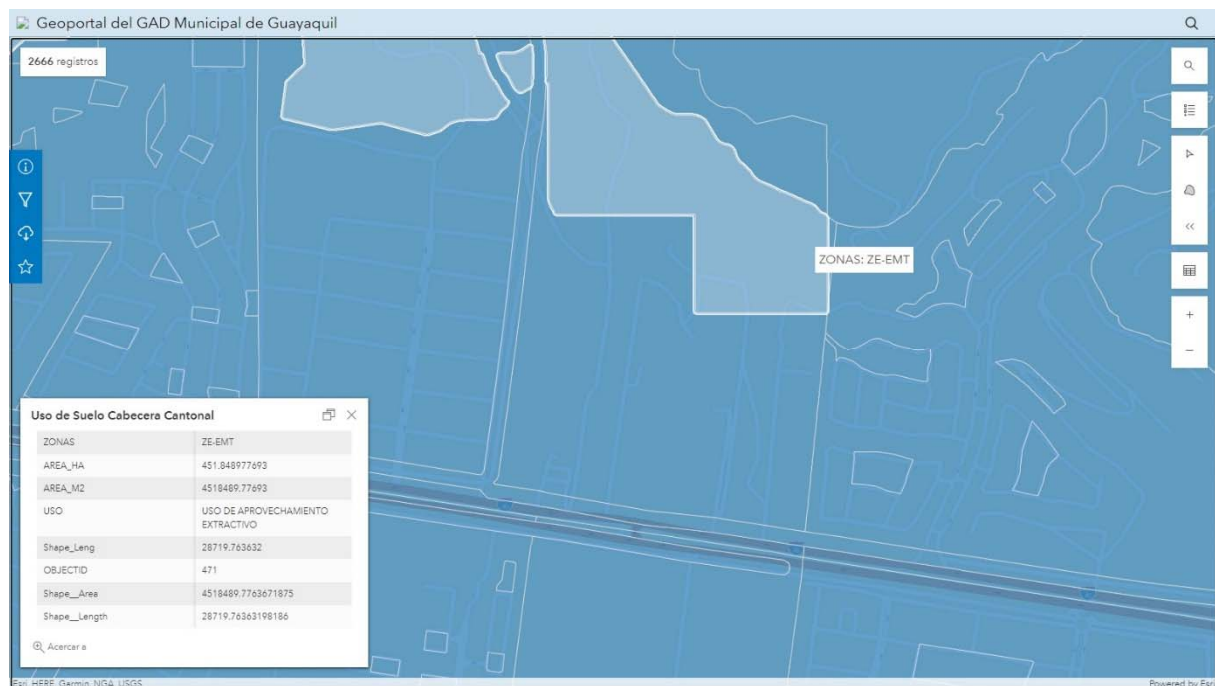 Geoportal del GAD Municipal de Guayaquil
2666 registros
ZONAS: ZE-EMT
Uso de Suelo Cabecera Cantonal
ZONAS ZE-EMT
AREA_HA 451.848977693
AREA_M2 4518489.77693
USO USO DE APROVECHAMIENTO
EXTRACTIVO
Shape_Leng 28719.763632
OBJECTID 471
Shape__Area 4518489.7763671875
Shape__Length 28719.76363198186
Acercar a
Esri, HERE, Garmin, NGA, USGS
Powered by Esri